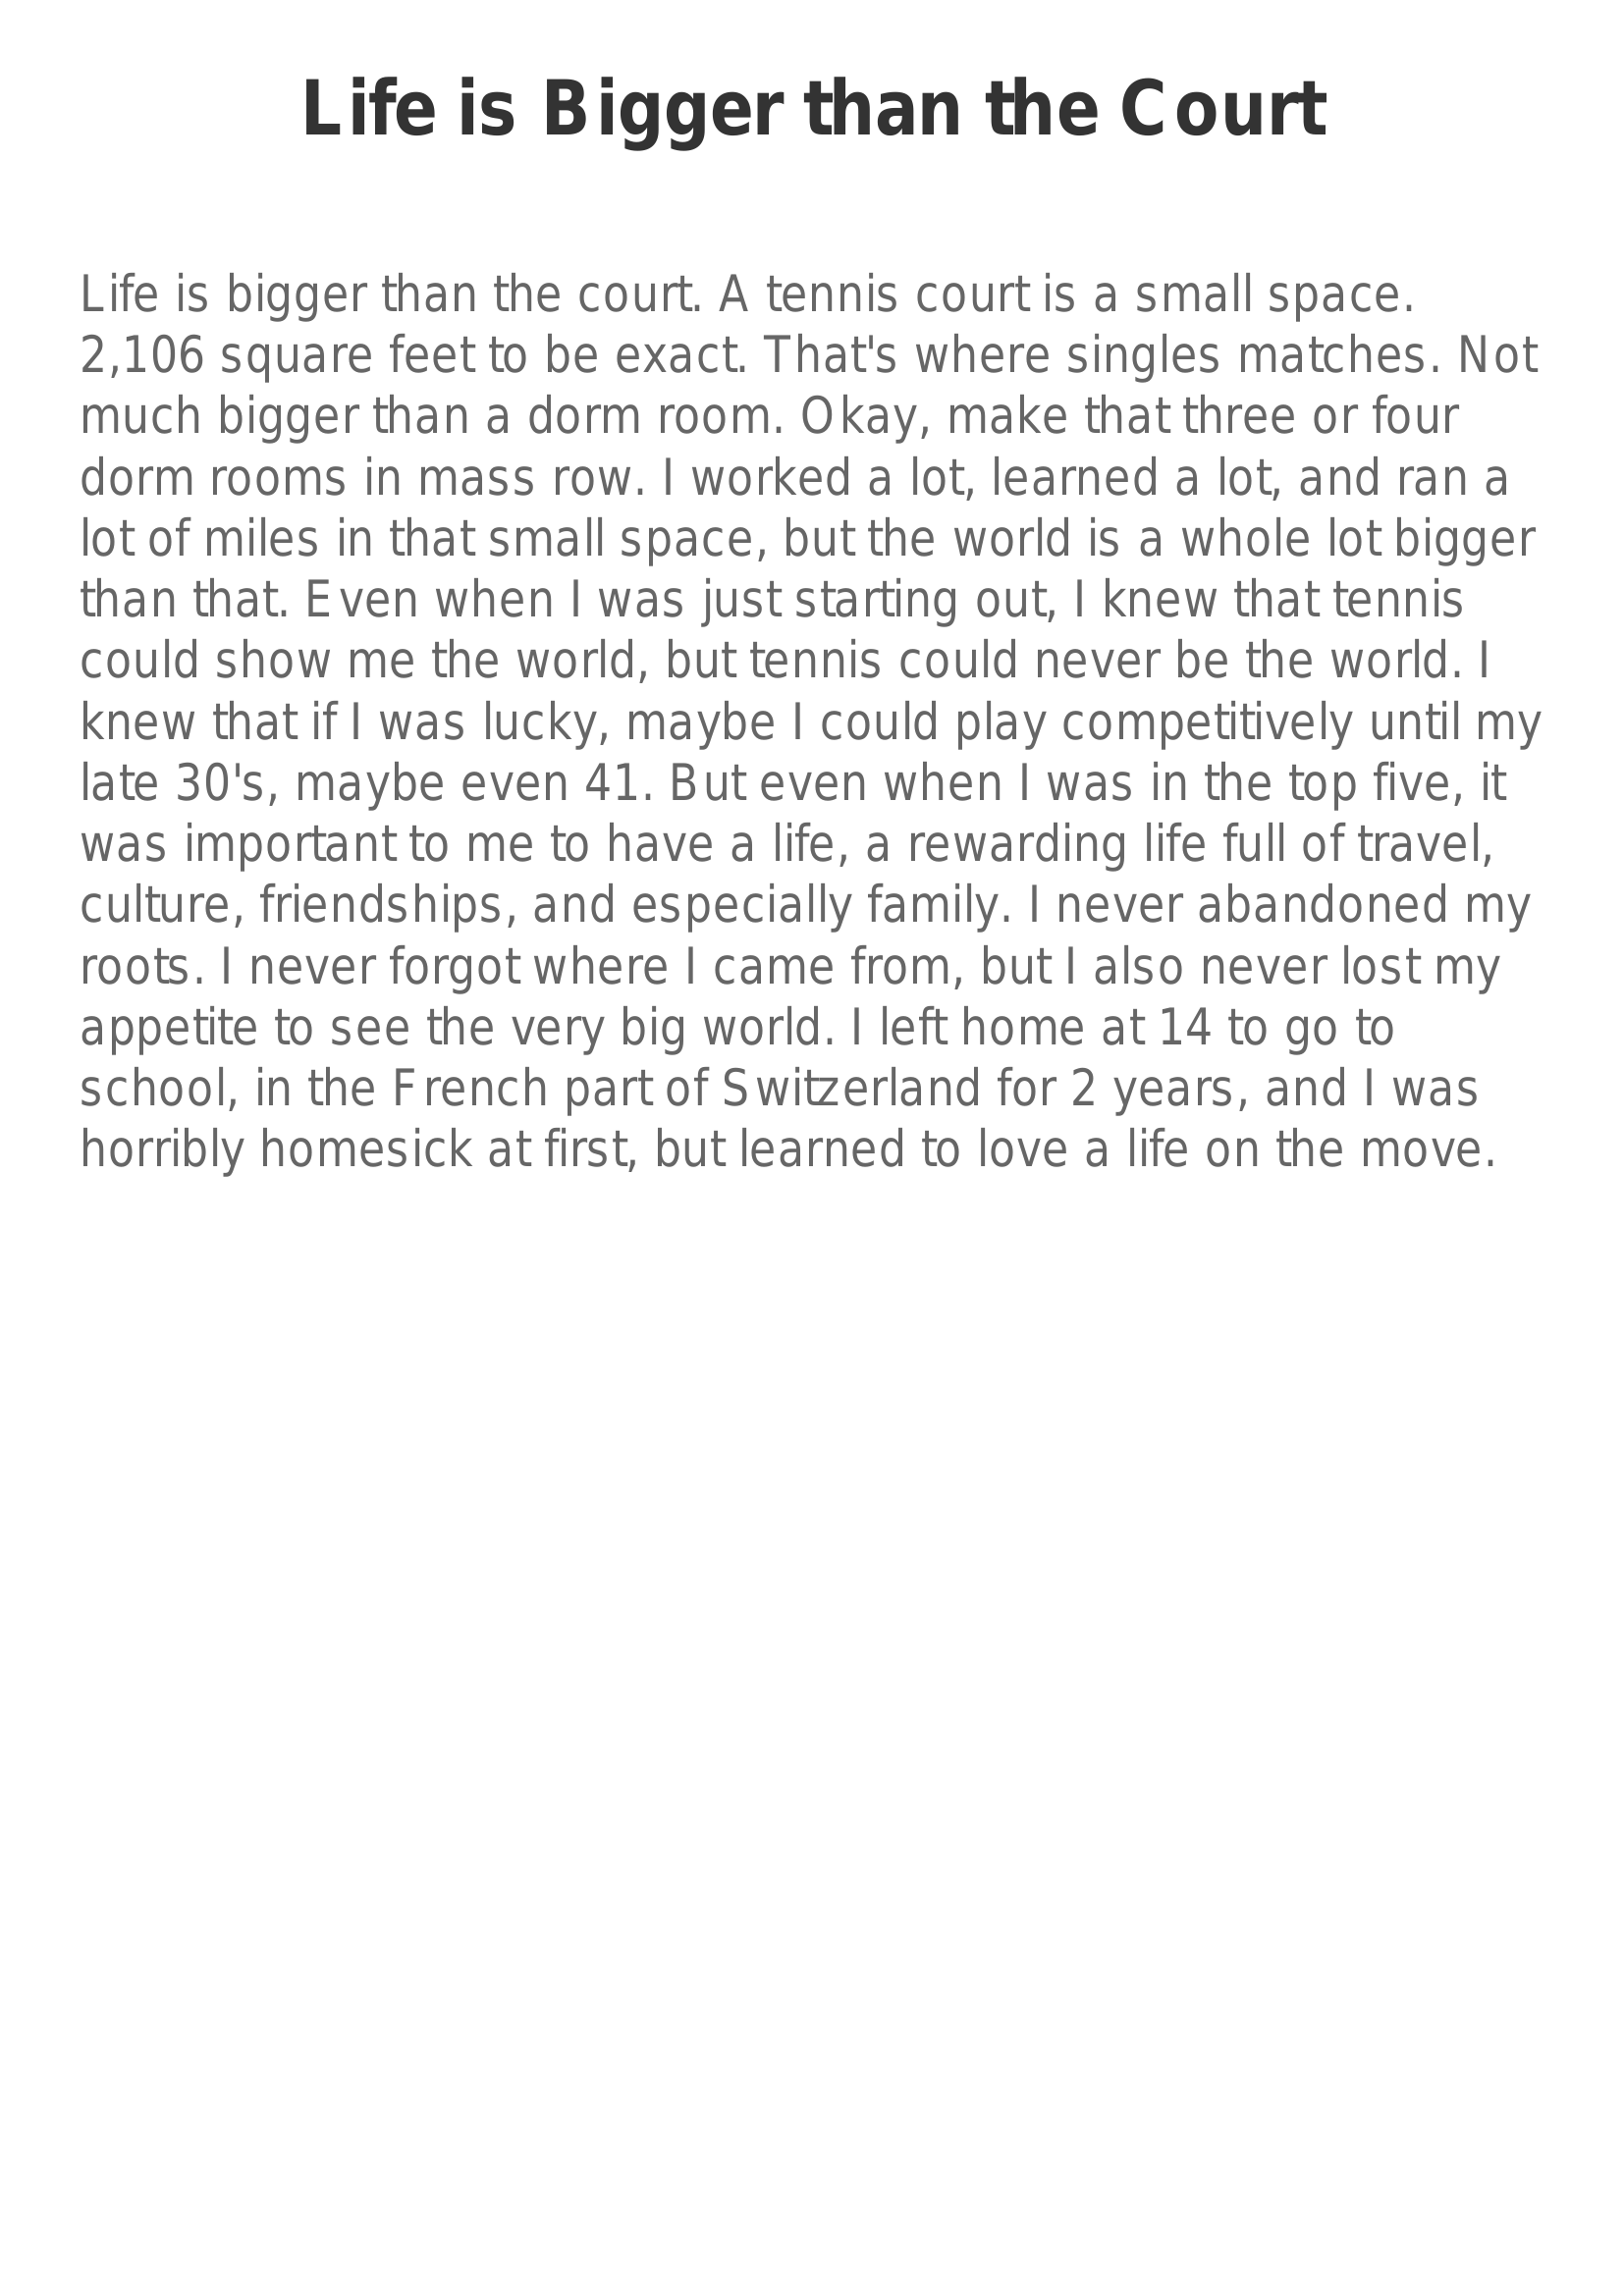 Life is Bigger than the Court
Life is bigger than the court. A tennis court is a small space.
2,106 square feet to be exact. That's where singles matches. Not
much bigger than a dorm room. Okay, make that three or four
dorm rooms in mass row. I worked a lot, learned a lot, and ran a
lot of miles in that small space, but the world is a whole lot bigger
than that. Even when I was just starting out, I knew that tennis
could show me the world, but tennis could never be the world. I
knew that if I was lucky, maybe I could play competitively until my
late 30's, maybe even 41. But even when I was in the top five, it
was important to me to have a life, a rewarding life full of travel,
culture, friendships, and especially family. I never abandoned my
roots. I never forgot where I came from, but I also never lost my
appetite to see the very big world. I left home at 14 to go to
school, in the French part of Switzerland for 2 years, and I was
horribly homesick at first, but learned to love a life on the move.